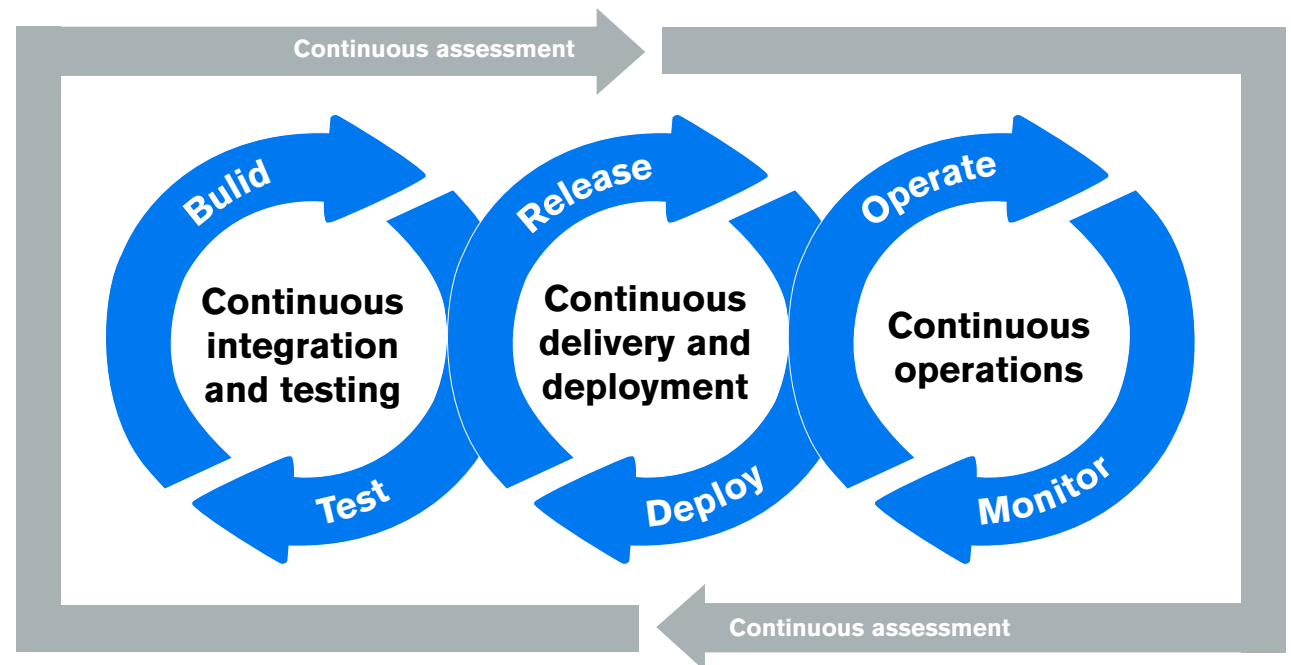 Continuous assessment
Bulid
Release
Operate
Continuous
integration
and testing
Continuous
delivery and
deployment
Continuous
operations
Test
Deploy
Monitor
Continuous assessment